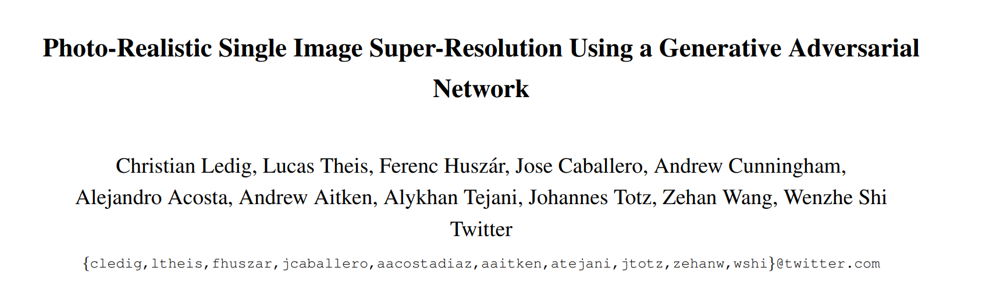 Photo-Realistic Single Image Super-Resolution Using a Generative Adversarial
Network
Christian Ledig, Lucas Theis, Ferenc Huszár, Jose Caballero, Andrew Cunningham,
Alejandro Acosta, Andrew Aitken, Alykhan Tejani, Johannes Totz, Zehan Wang, Wenzhe Shi
Twitter
{cledig,ltheis,fhuszar,jcaballero,aacostadiaz,aaitken,atejani,jtotz,zehanw,wshi}@twitter.com